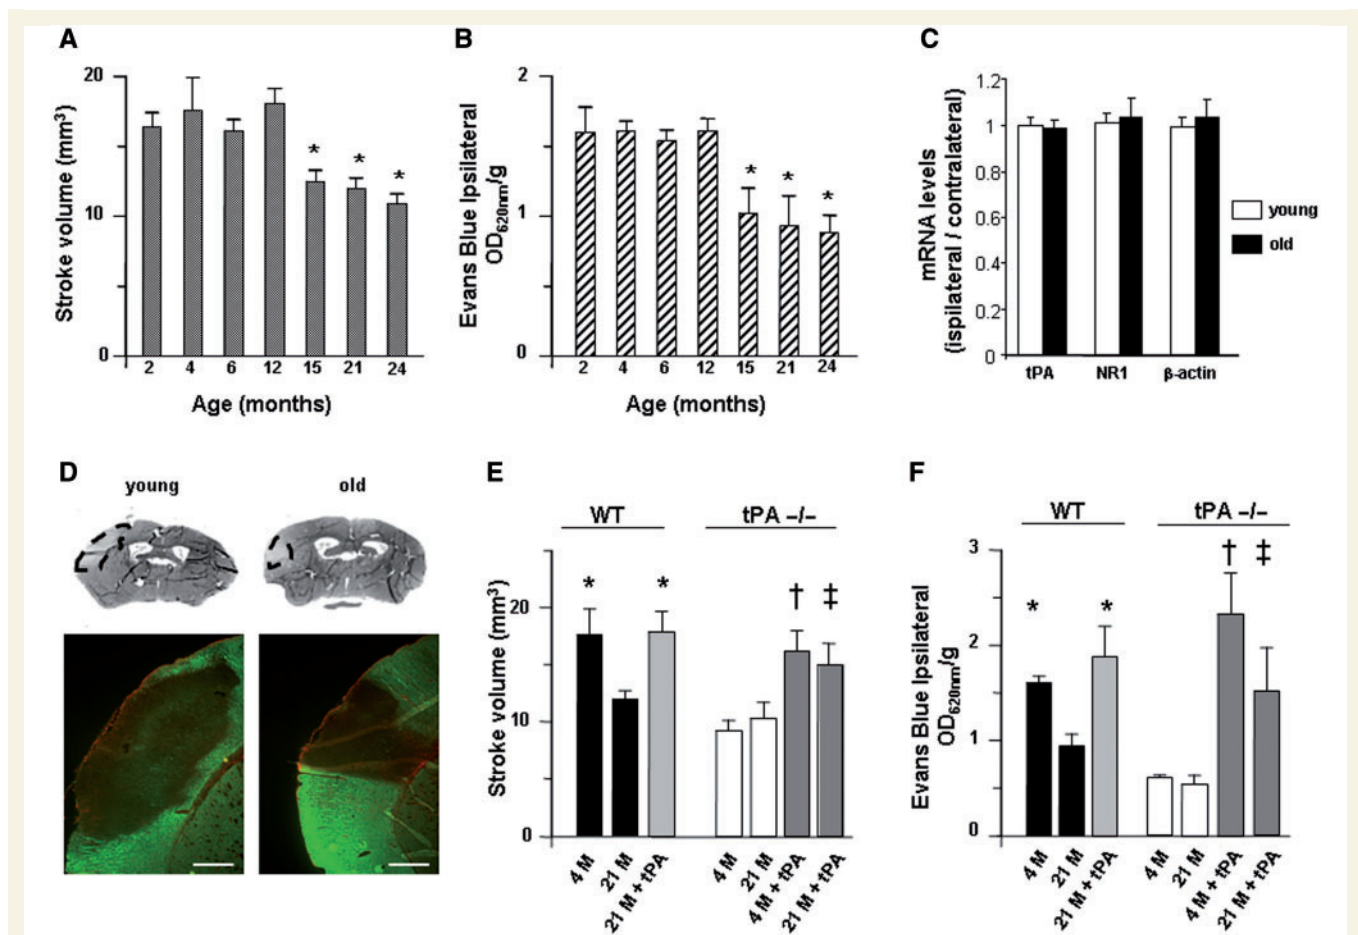 A
20
10
0
Stroke volume (mm³)
*
*
*
2 4 6 12 15 21 24
Age (months)
B
2
1
0
Evans Blue Ipsilateral
OD₆₂₀nm/g
*
*
*
2 4 6 12 15 21 24
Age (months)
C
1.2
1
0.8
0.6
0.4
0.2
0
mRNA levels
(ispilateral / contralateral)
tPA NR1 β-actin
young
old
D
young old
E
WT tPA –/–
20
10
0
Stroke volume (mm³)
* * † ‡
4 M
21 M
21 M + tPA
4 M
21 M
4 M + tPA
21 M + tPA
F
WT tPA –/–
3
2
1
0
Evans Blue Ipsilateral
OD₆₂₀nm/g
* * † ‡
4 M
21 M
21 M + tPA
4 M
21 M
4 M + tPA
21 M + tPA